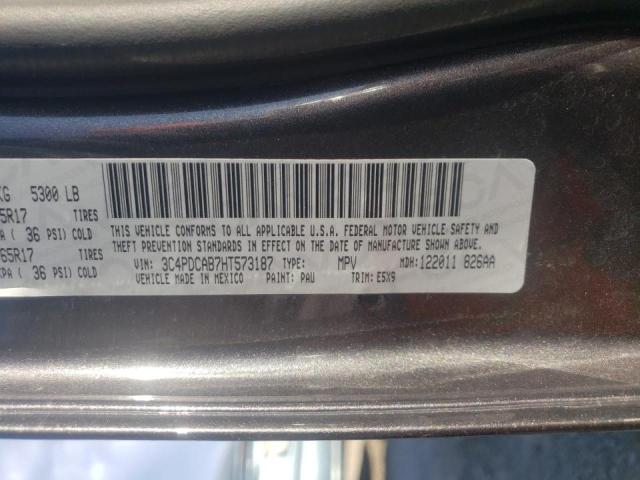 KG 5300 LB
5R17 TIRES
PA ( 36 PSI) COLD
65R17 TIRES
KPA ( 36 PSI) COLD
THIS VEHICLE CONFORMS TO ALL APPLICABLE U.S.A. FEDERAL MOTOR VEHICLE SAFETY AND
THEFT PREVENTION STANDARDS IN EFFECT ON THE DATE OF MANUFACTURE SHOWN ABOVE.
VIN: 3C4PDCAB7HT573187 TYPE: MPV MDH: 122011 826AA
VEHICLE MADE IN MEXICO PAINT: PAU TRIM: E5X9